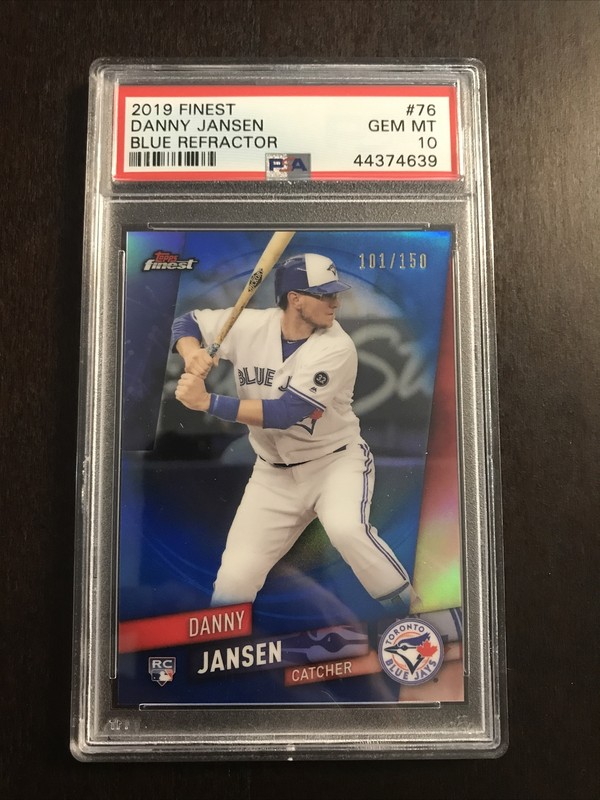 2019 FINEST #76
DANNY JANSEN GEM MT
BLUE REFRACTOR 10
PSA 44374639
Topps
finest
101/150
BLUE J
DANNY
JANSEN
CATCHER
RC
TORONTO
BLUE JAYS